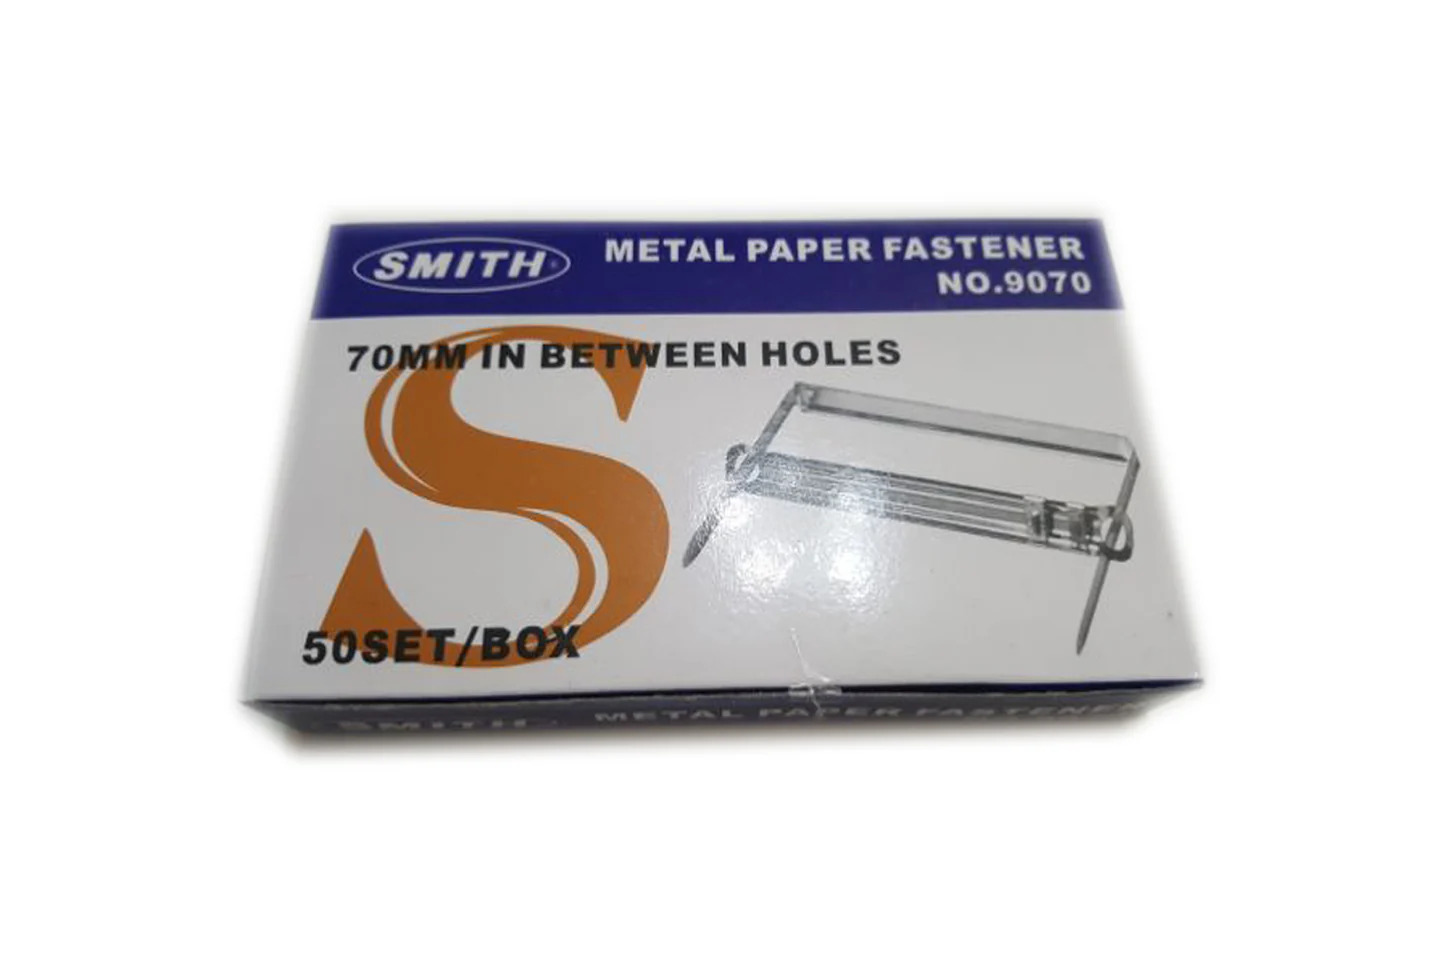 SMITH
METAL PAPER FASTENER
NO.9070
70MM IN BETWEEN HOLES
50SET/BOX
SMITH METAL PAPER FASTENER